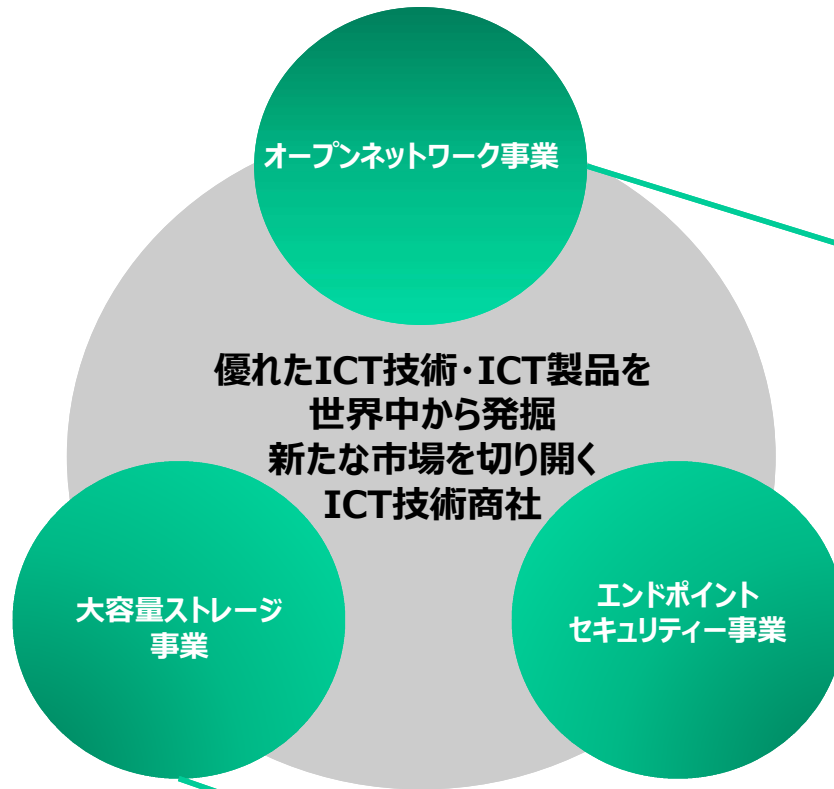 オープンネットワーク事業
優れたICT技術・ICT製品を
世界中から発掘
新たな市場を切り開く
ICT技術商社
大容量ストレージ
事業
エンドポイント
セキュリティー事業